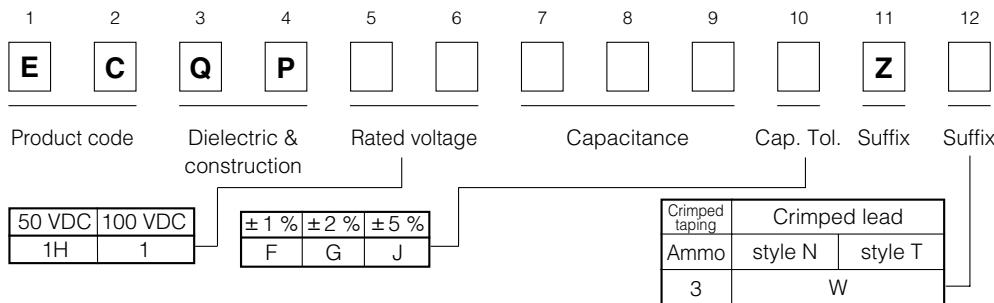 1 2 3 4 5 6 7 8 9 10 11 12
E C Q P Z
Product code Dielectric & construction Rated voltage Capacitance Cap. Tol. Suffix Suffix
50 VDC 100 VDC
1H 1
±1 % ±2 % ±5 %
F G J
Crimped taping Crimped lead
Ammo style N style T
3 W